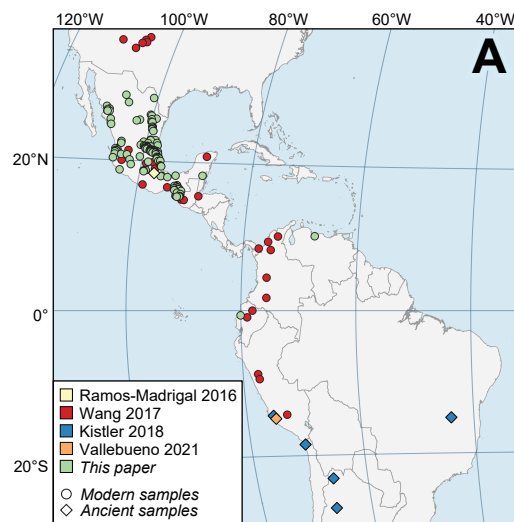 120°W 100°W 80°W 60°W 40°W
A
20°N
0°
20°S
Ramos-Madrigal 2016
Wang 2017
Kistler 2018
Vallebueno 2021
This paper
Modern samples
Ancient samples